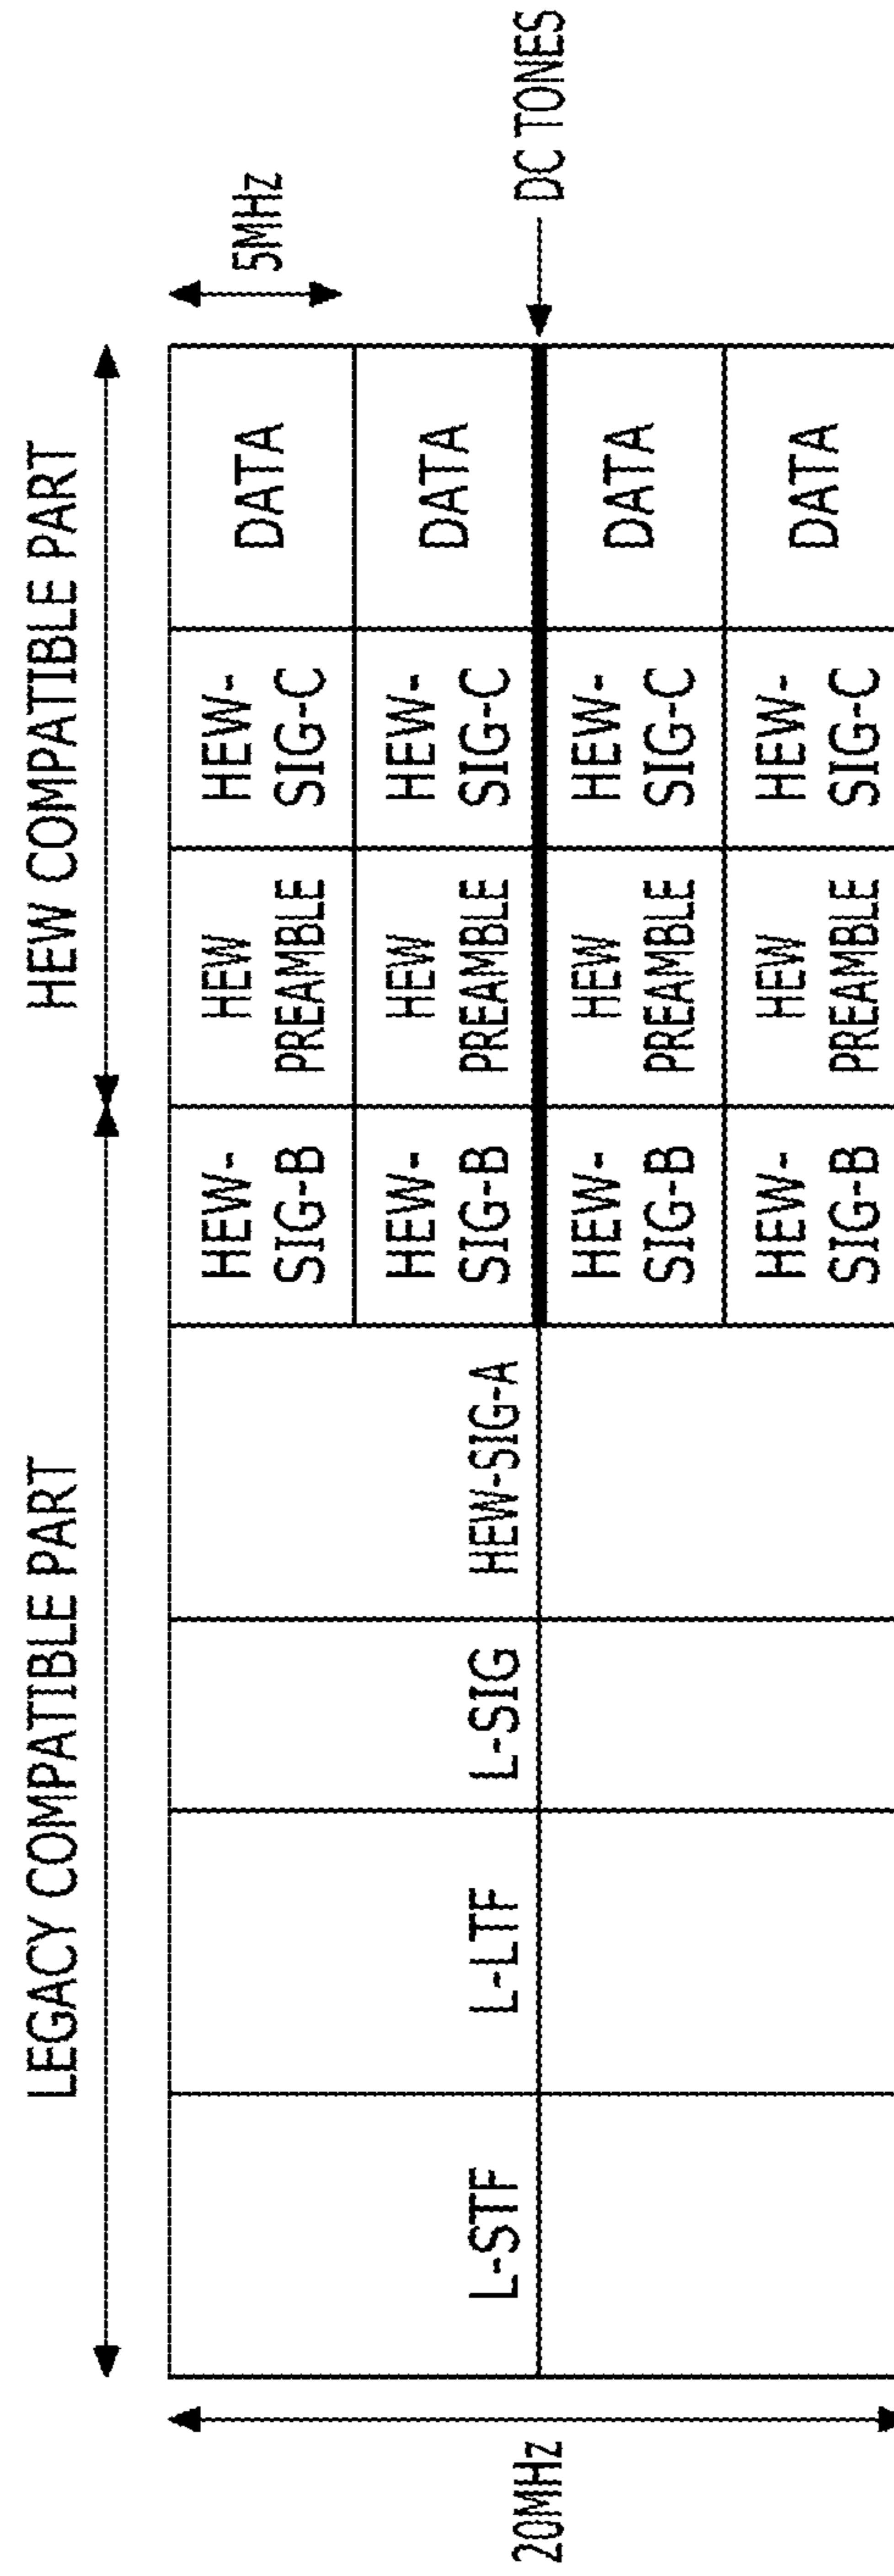 LEGACY COMPATIBLE PART
HEW COMPATIBLE PART
20MHz
5MHz
DC TONES
L-STF
L-LTF
L-SIG
HEW-SIG-A
HEW-
SIG-B
HEW
PREAMBLE
HEW-
SIG-C
DATA
HEW-
SIG-B
HEW
PREAMBLE
HEW-
SIG-C
DATA
HEW-
SIG-B
HEW
PREAMBLE
HEW-
SIG-C
DATA
HEW-
SIG-B
HEW
PREAMBLE
HEW-
SIG-C
DATA